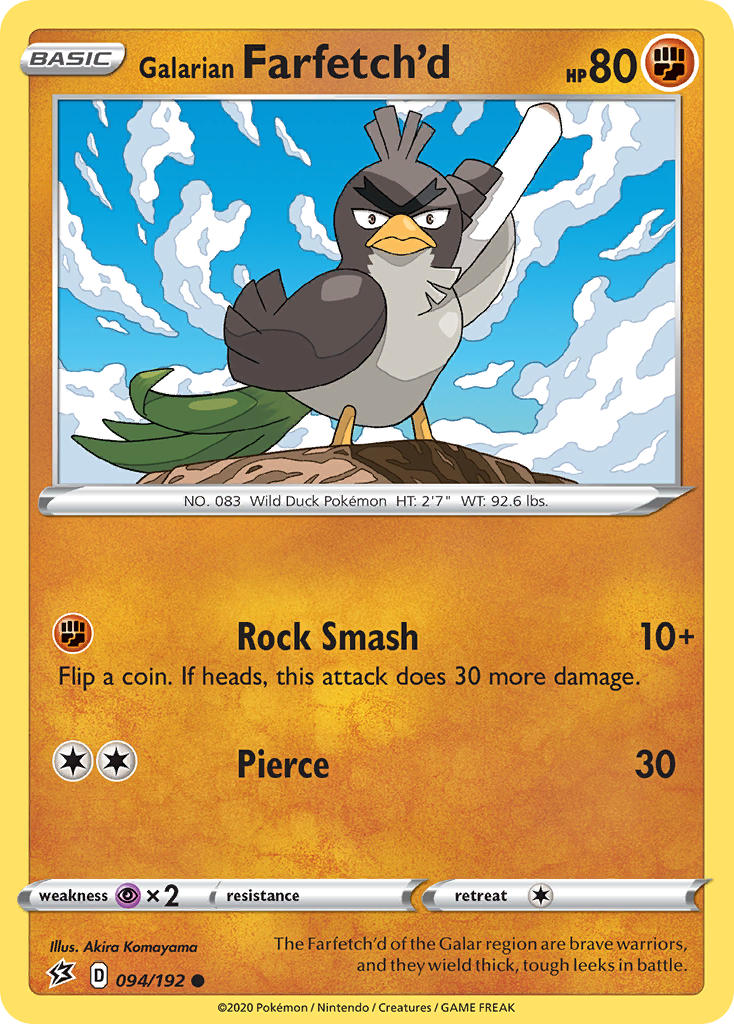 BASIC Galarian Farfetch'd HP 80
NO. 083 Wild Duck Pokémon HT: 2'7" WT: 92.6 lbs.
Rock Smash 10+
Flip a coin. If heads, this attack does 30 more damage.
Pierce 30
weakness ×2 resistance retreat
Illus. Akira Komayama
The Farfetch'd of the Galar region are brave warriors,
and they wield thick, tough leeks in battle.
D 094/192
©2020 Pokémon / Nintendo / Creatures / GAME FREAK